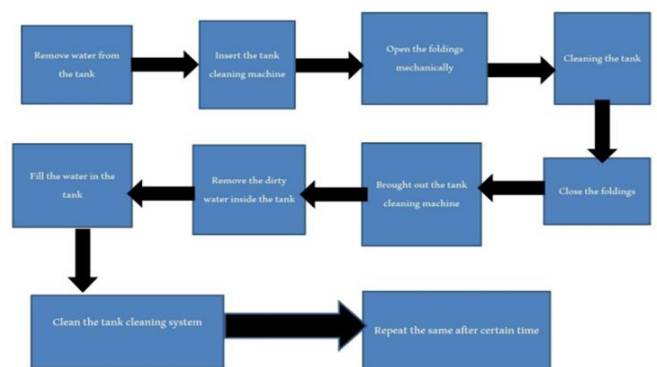 Remove water from
the tank
Insert the tank
cleaning machine
Open the foldings
mechanically
Cleaning the tank
Close the foldings
Brought out the tank
cleaning machine
Remove the dirty
water inside the tank
Fill the water in the
tank
Clean the tank cleaning system
Repeat the same after certain time